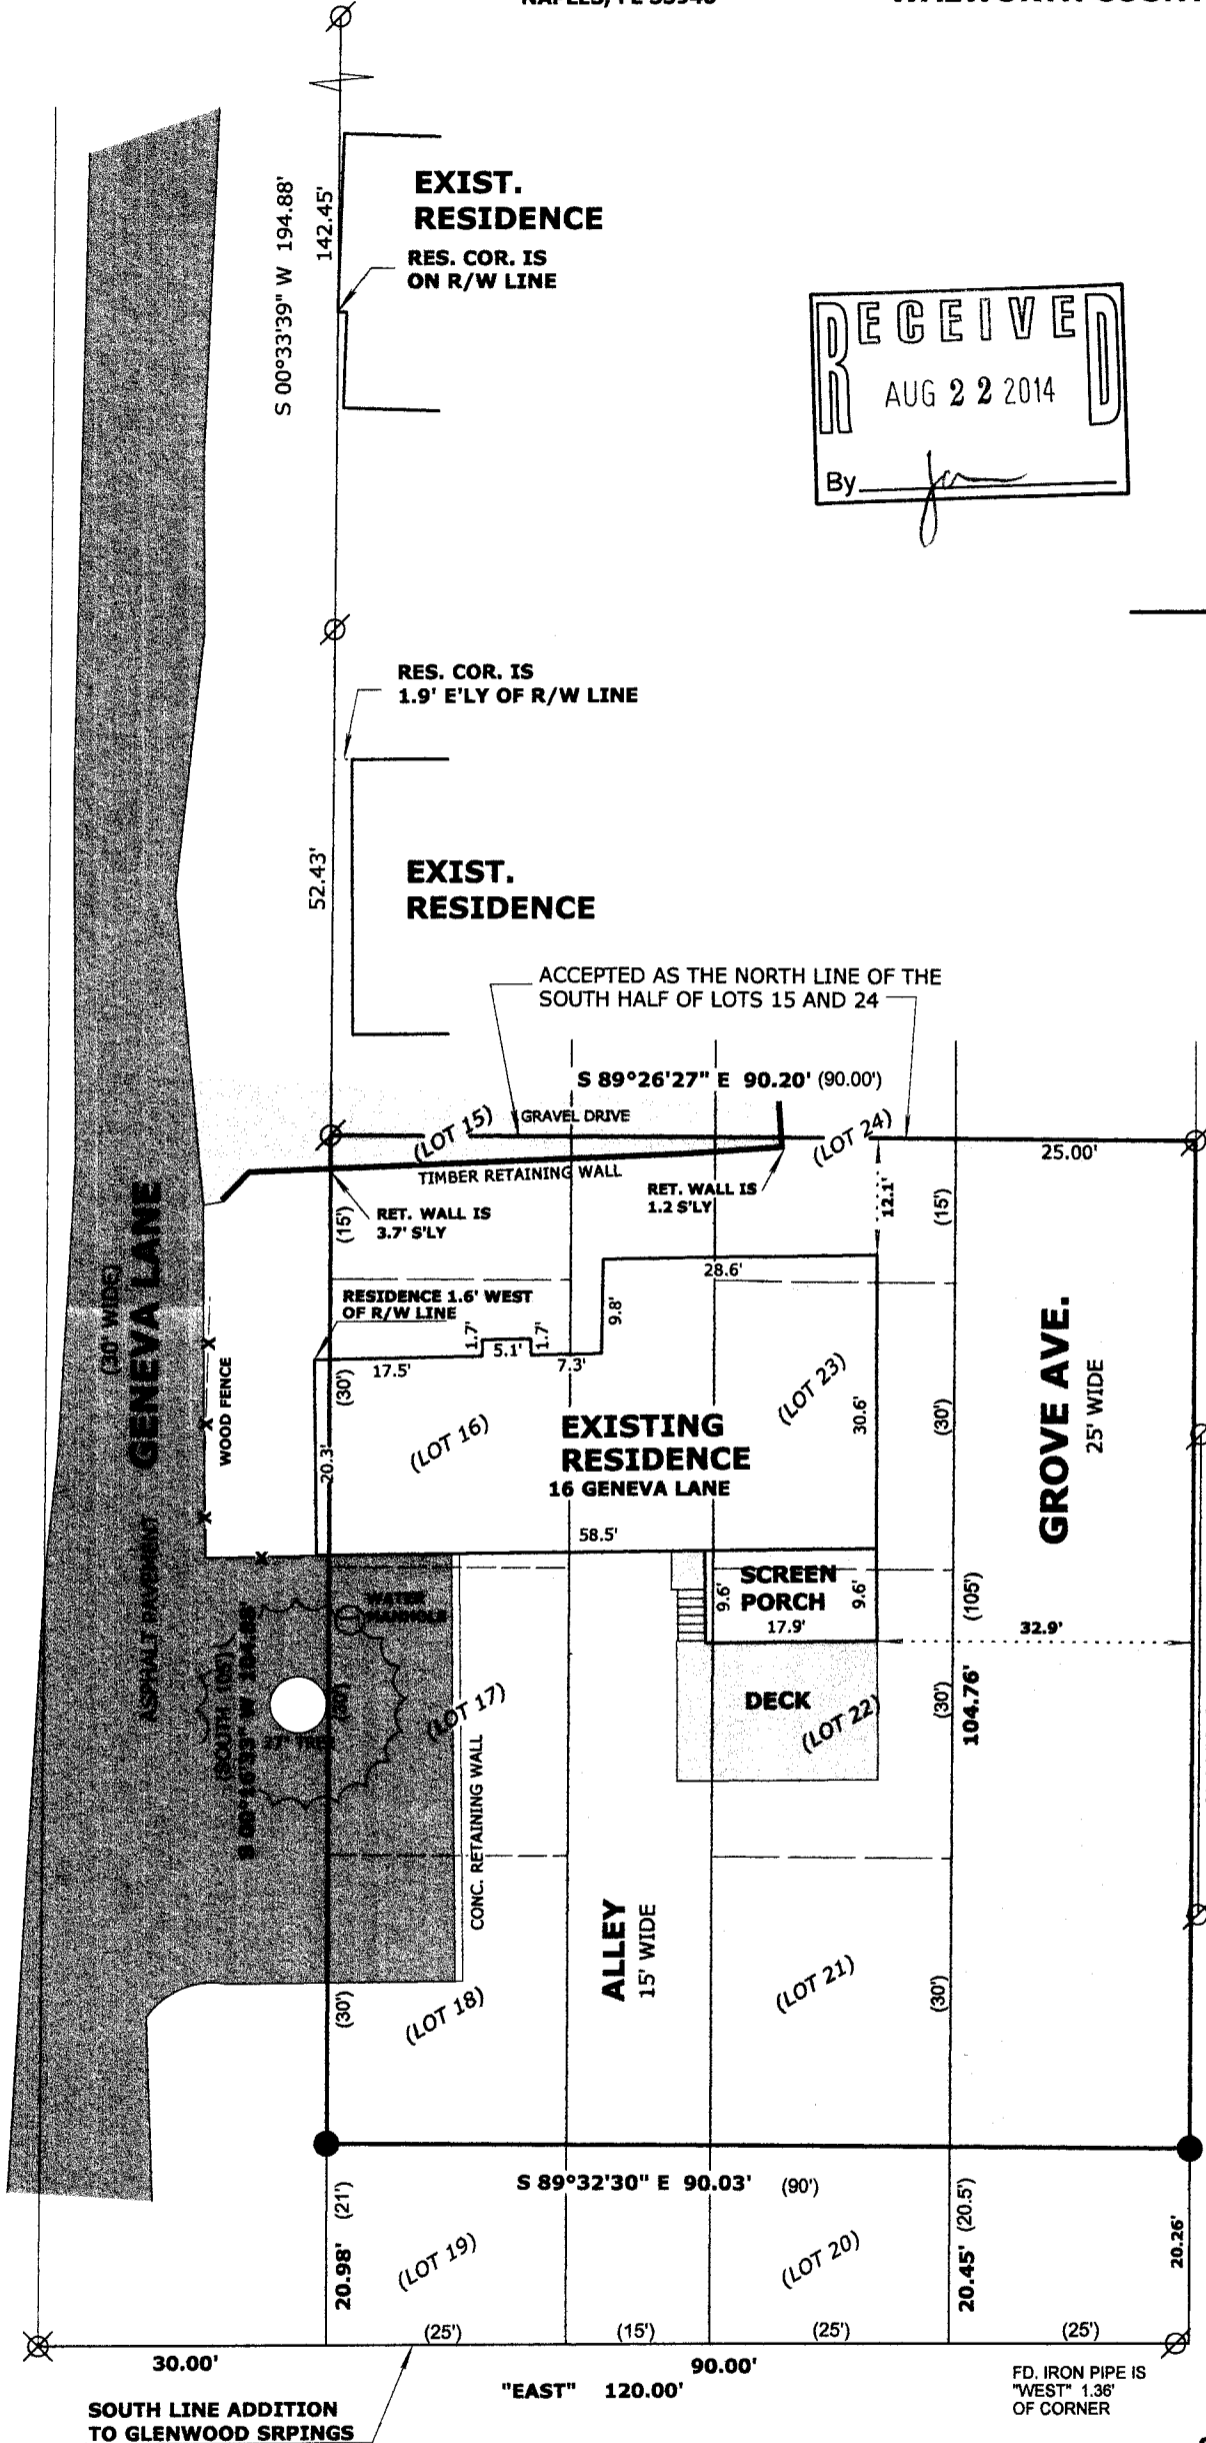 EXIST.
RESIDENCE
RES. COR. IS
ON R/W LINE
S 00°33'39" W 194.88'
142.45'
RECEIVED
AUG 22 2014
By
RES. COR. IS
1.9' E'LY OF R/W LINE
52.43'
EXIST.
RESIDENCE
ACCEPTED AS THE NORTH LINE OF THE
SOUTH HALF OF LOTS 15 AND 24
S 89°26'27" E 90.20' (90.00')
(LOT 15)
GRAVEL DRIVE
(LOT 24)
25.00'
TIMBER RETAINING WALL
RET. WALL IS
3.7' S'LY
RET. WALL IS
1.2 S'LY
12.1'
(15')
(15')
GENEVA LANE
(30' WIDE)
ASPHALT PAVEMENT
WOOD FENCE
RESIDENCE 1.6' WEST
OF R/W LINE
28.6'
9.8'
1.7'
5.1'
1.7'
7.3'
17.5'
(30')
20.3'
(LOT 16)
(LOT 23)
30.6'
(30')
EXISTING
RESIDENCE
16 GENEVA LANE
58.5'
GROVE AVE.
25' WIDE
SCREEN
PORCH
9.6'
9.6'
17.9'
(105')
32.9'
WATER
MANHOLE
(SOUTH 105')
(30')
27" TREE
(LOT 17)
CONC. RETAINING WALL
DECK
(LOT 22)
(30')
104.76'
ALLEY
15' WIDE
(LOT 18)
(30')
(LOT 21)
(30')
S 89°32'30" E 90.03' (90')
(21')
20.98'
(LOT 19)
(LOT 20)
(20.5')
20.45'
20.26'
(25')
(15')
(25')
(25')
30.00'
90.00'
"EAST" 120.00'
FD. IRON PIPE IS
"WEST" 1.36'
OF CORNER
SOUTH LINE ADDITION
TO GLENWOOD SRPINGS